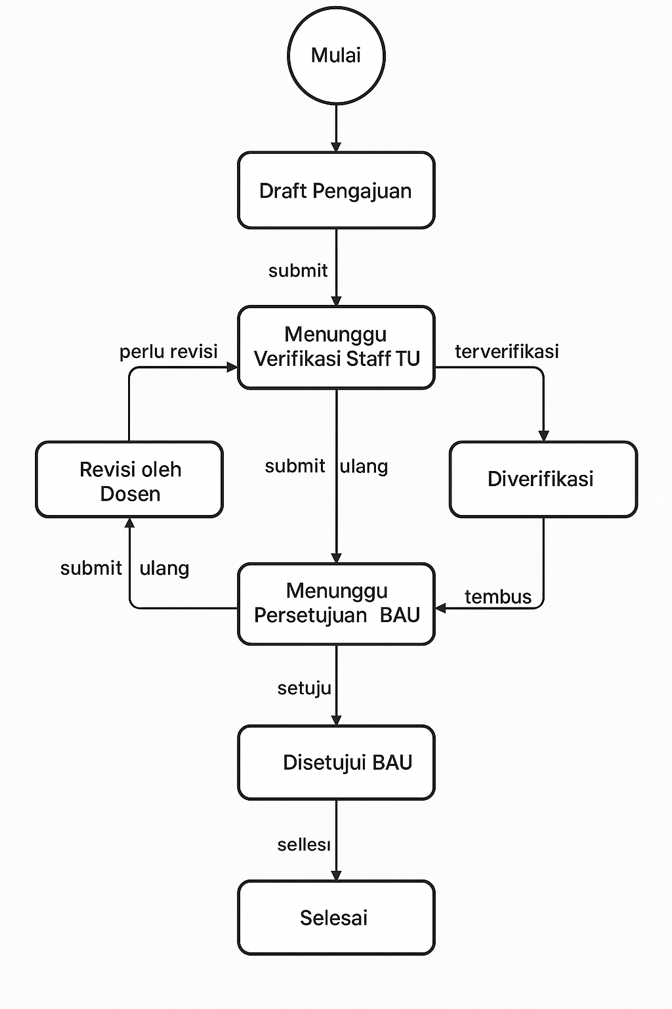 Mulai
Draft Pengajuan
submit
Menunggu
Verifikasi Staff TU
perlu revisi
terverifikasi
submit ulang
Revisi oleh
Dosen
Diverifikasi
submit ulang
Menunggu
Persetujuan BAU
tembus
setuju
Disetujui BAU
sellesı
Selesai